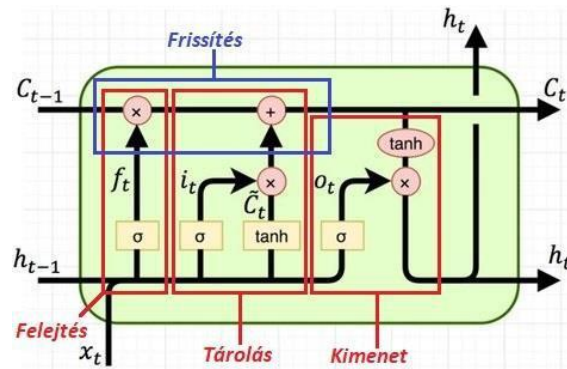 h_t
Frissítés
C_{t-1}
C_t
×
+
tanh
f_t
i_t
×
o_t
×
C̃_t
σ
σ
tanh
σ
h_{t-1}
h_t
Felejtés
Tárolás
Kimenet
x_t